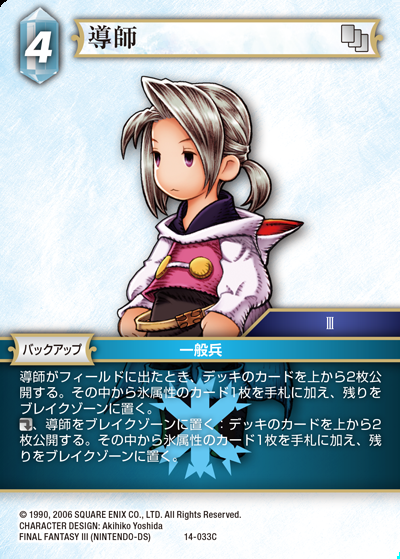 4
導師
III
バックアップ
一般兵
導師がフィールドに出たとき、デッキのカードを上から2枚公
開する。その中から氷属性のカード1枚を手札に加え、残り
をブレイクゾーンに置く。
、導師をブレイクゾーンに置く：デッキのカードを上から2
枚公開する。その中から氷属性のカード1枚を手札に加え、残
りをブレイクゾーンに置く。
© 1990, 2006 SQUARE ENIX CO., LTD. All Rights Reserved.
CHARACTER DESIGN: Akihiko Yoshida
FINAL FANTASY III (NINTENDO-DS) 14-033C